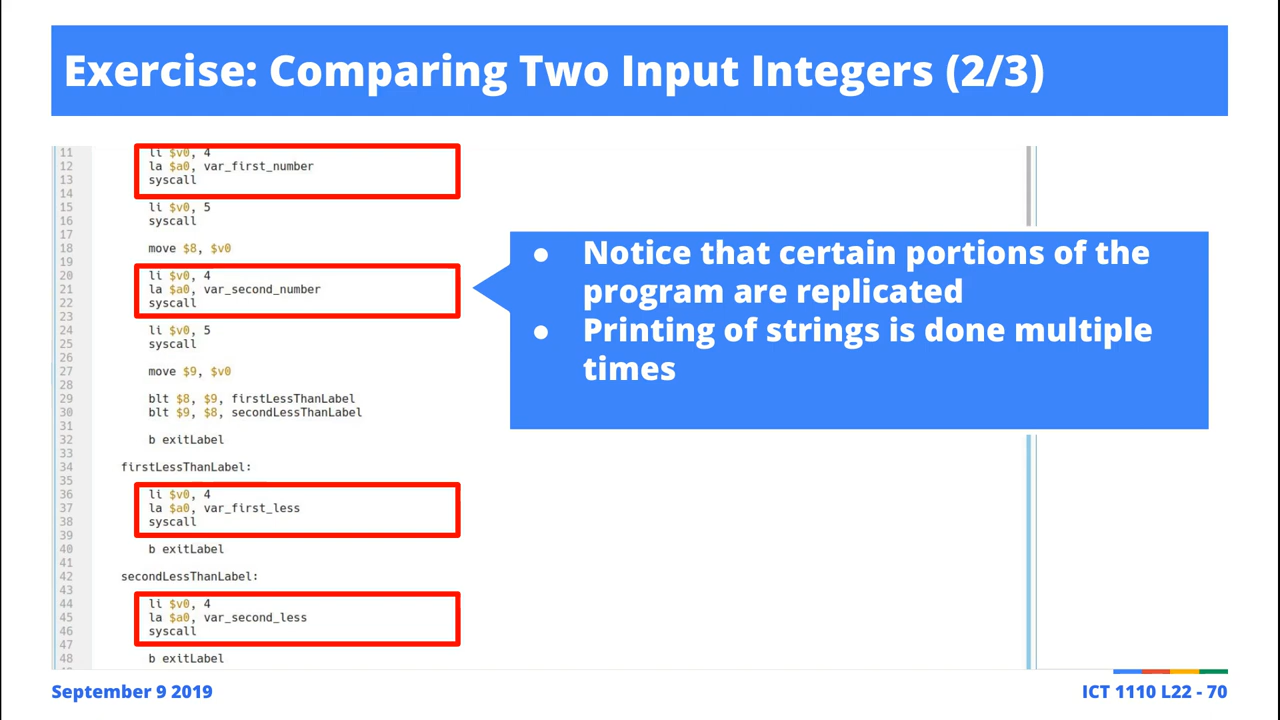 Exercise: Comparing Two Input Integers (2/3)
11 li $v0, 4
12 la $a0, var_first_number
13 syscall
14
15 li $v0, 5
16 syscall
17
18 move $8, $v0
19
20 li $v0, 4
21 la $a0, var_second_number
22 syscall
23
24 li $v0, 5
25 syscall
26
27 move $9, $v0
28
29 blt $8, $9, firstLessThanLabel
30 blt $9, $8, secondLessThanLabel
31
32 b exitLabel
33
34 firstLessThanLabel:
35
36 li $v0, 4
37 la $a0, var_first_less
38 syscall
39
40 b exitLabel
41
42 secondLessThanLabel:
43
44 li $v0, 4
45 la $a0, var_second_less
46 syscall
47
48 b exitLabel
● Notice that certain portions of the
program are replicated
● Printing of strings is done multiple
times
September 9 2019
ICT 1110 L22 - 70